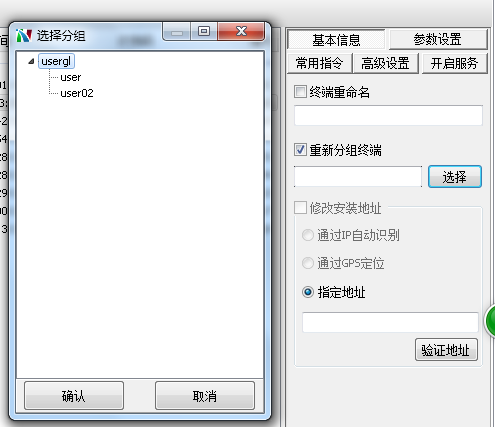 选择分组
usergl
user
user02
确认
取消
基本信息
参数设置
常用指令
高级设置
开启服务
终端重命名
重新分组终端
选择
修改安装地址
通过IP自动识别
通过GPS定位
指定地址
验证地址